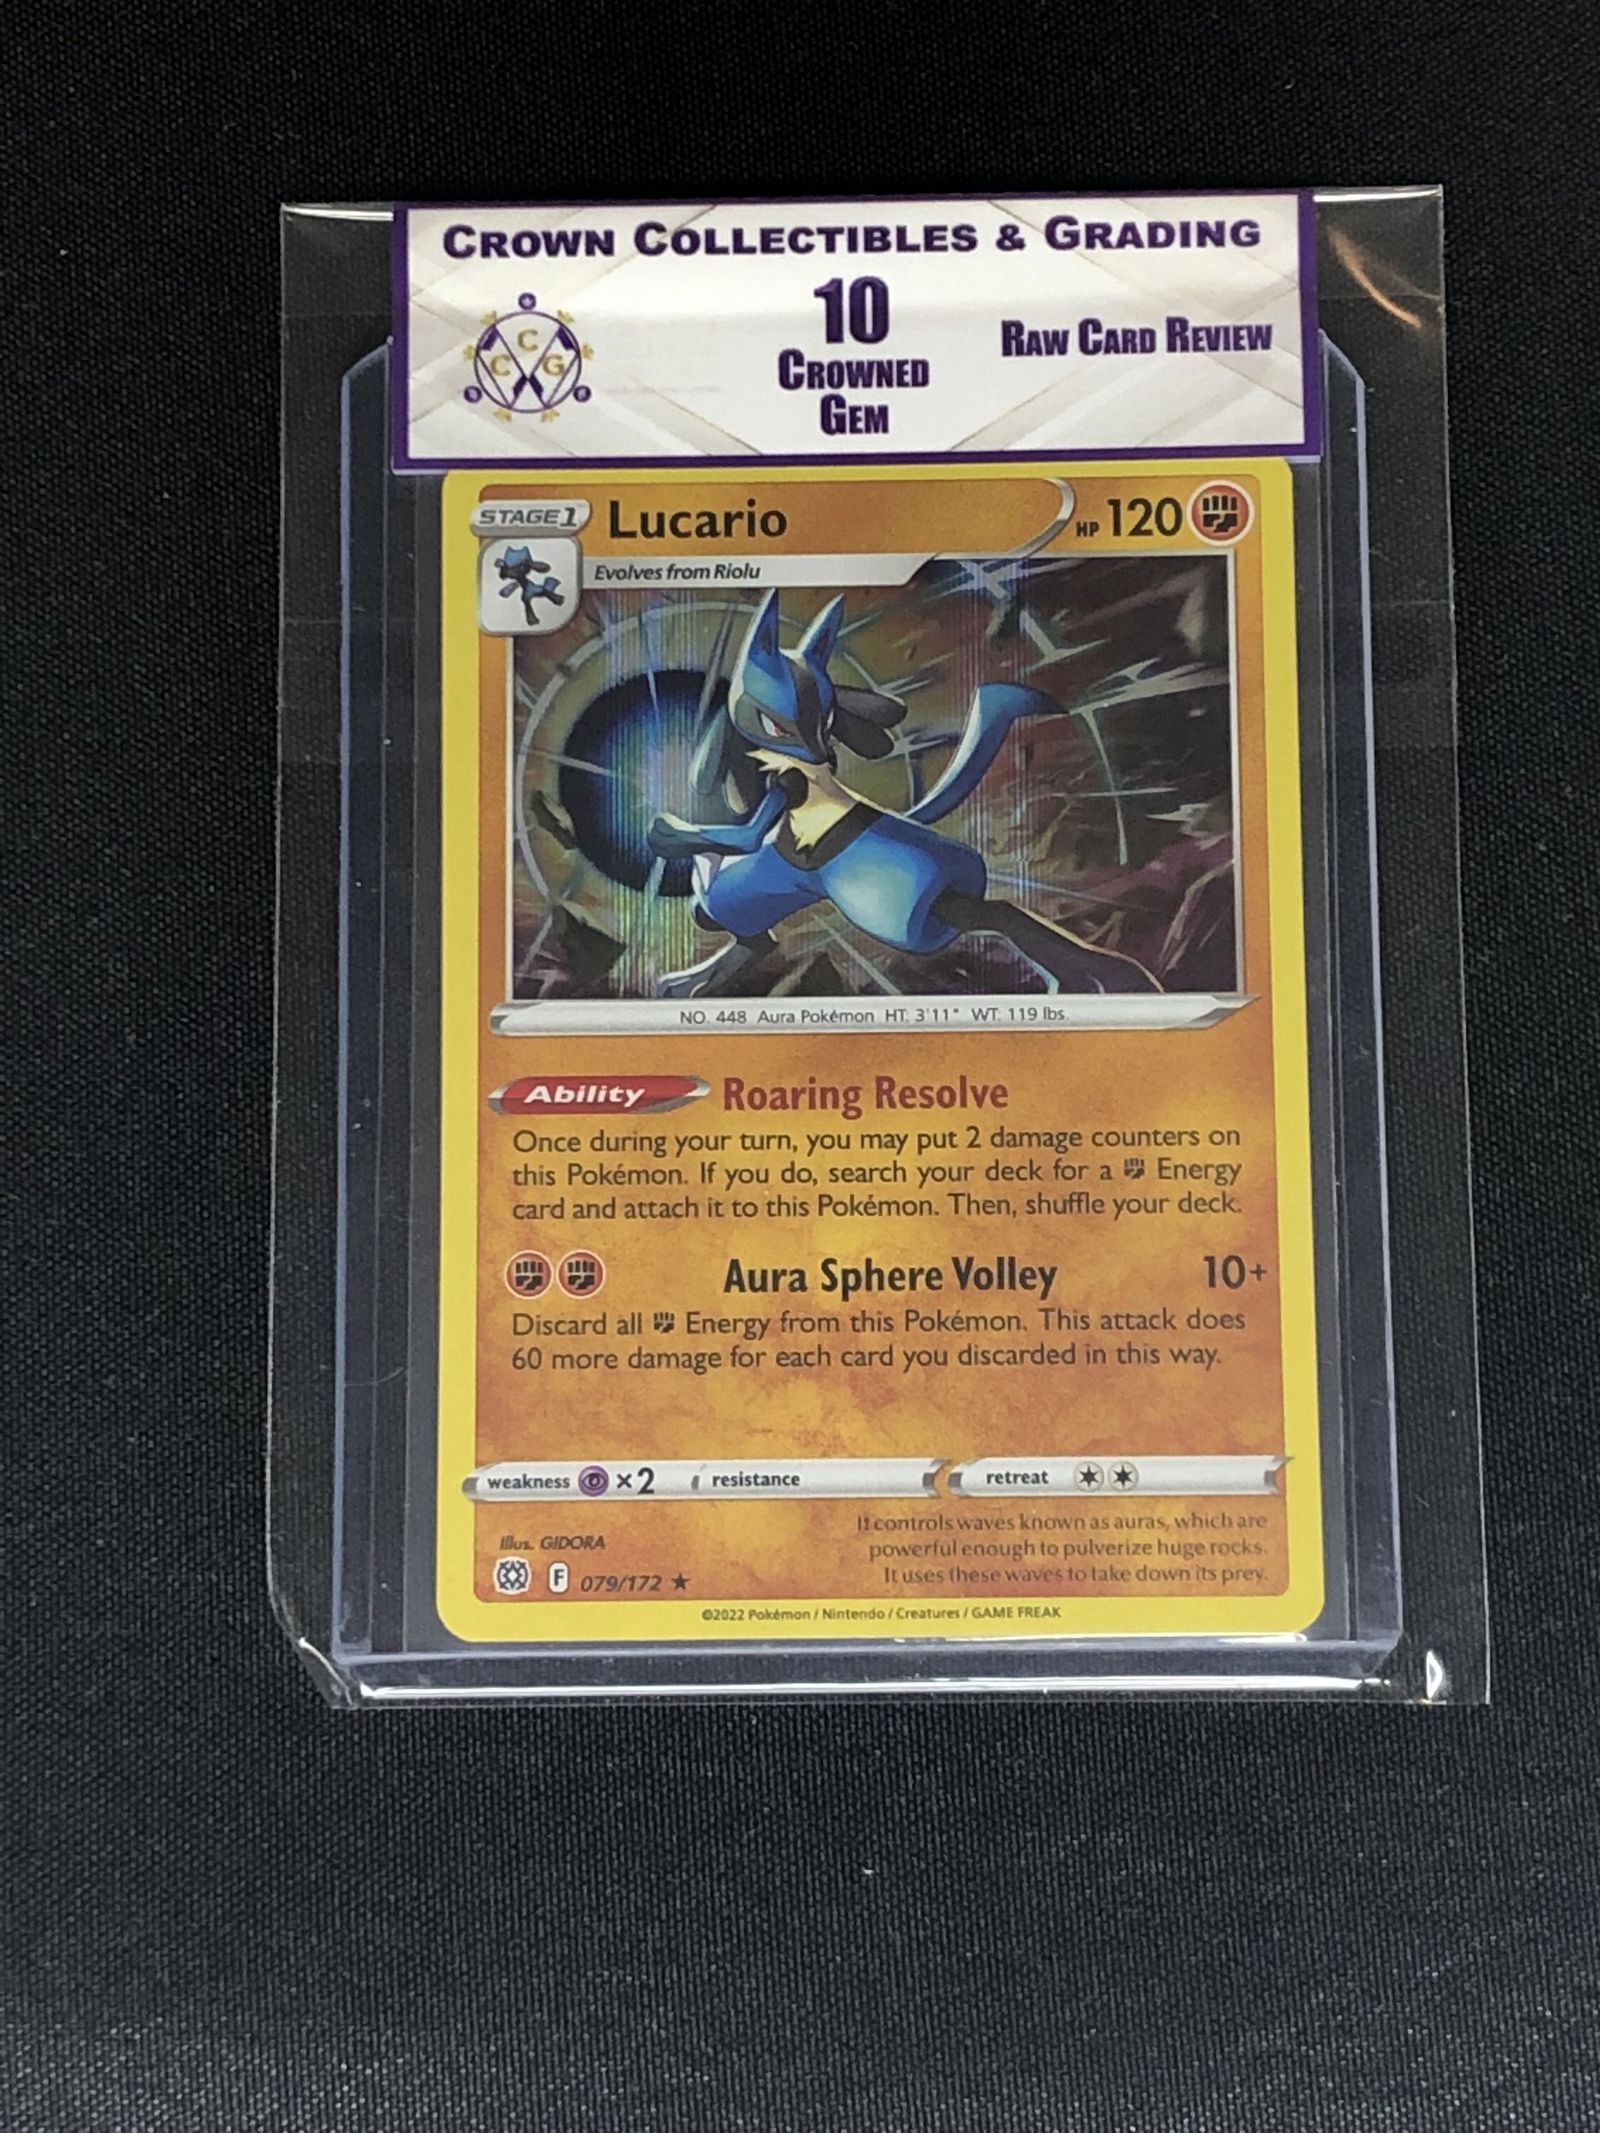 CROWN COLLECTIBLES & GRADING
10
CROWNED
GEM
RAW CARD REVIEW
C
C G
STAGE 1
Lucario
HP 120
Evolves from Riolu
NO. 448 Aura Pokémon HT: 3'11" WT: 119 lbs.
Ability Roaring Resolve
Once during your turn, you may put 2 damage counters on
this Pokémon. If you do, search your deck for a Energy
card and attach it to this Pokémon. Then, shuffle your deck.
Aura Sphere Volley 10+
Discard all Energy from this Pokémon. This attack does
60 more damage for each card you discarded in this way.
weakness ×2 resistance retreat
Illus. GIDORA
F 079/172 ★
It controls waves known as auras, which are
powerful enough to pulverize huge rocks.
It uses these waves to take down its prey.
©2022 Pokémon / Nintendo / Creatures / GAME FREAK